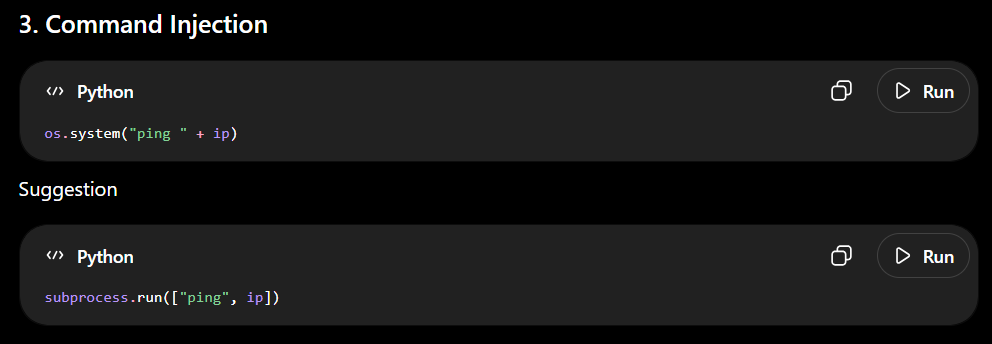 3. Command Injection
Python
Run
os.system("ping " + ip)
Suggestion
Python
Run
subprocess.run(["ping", ip])